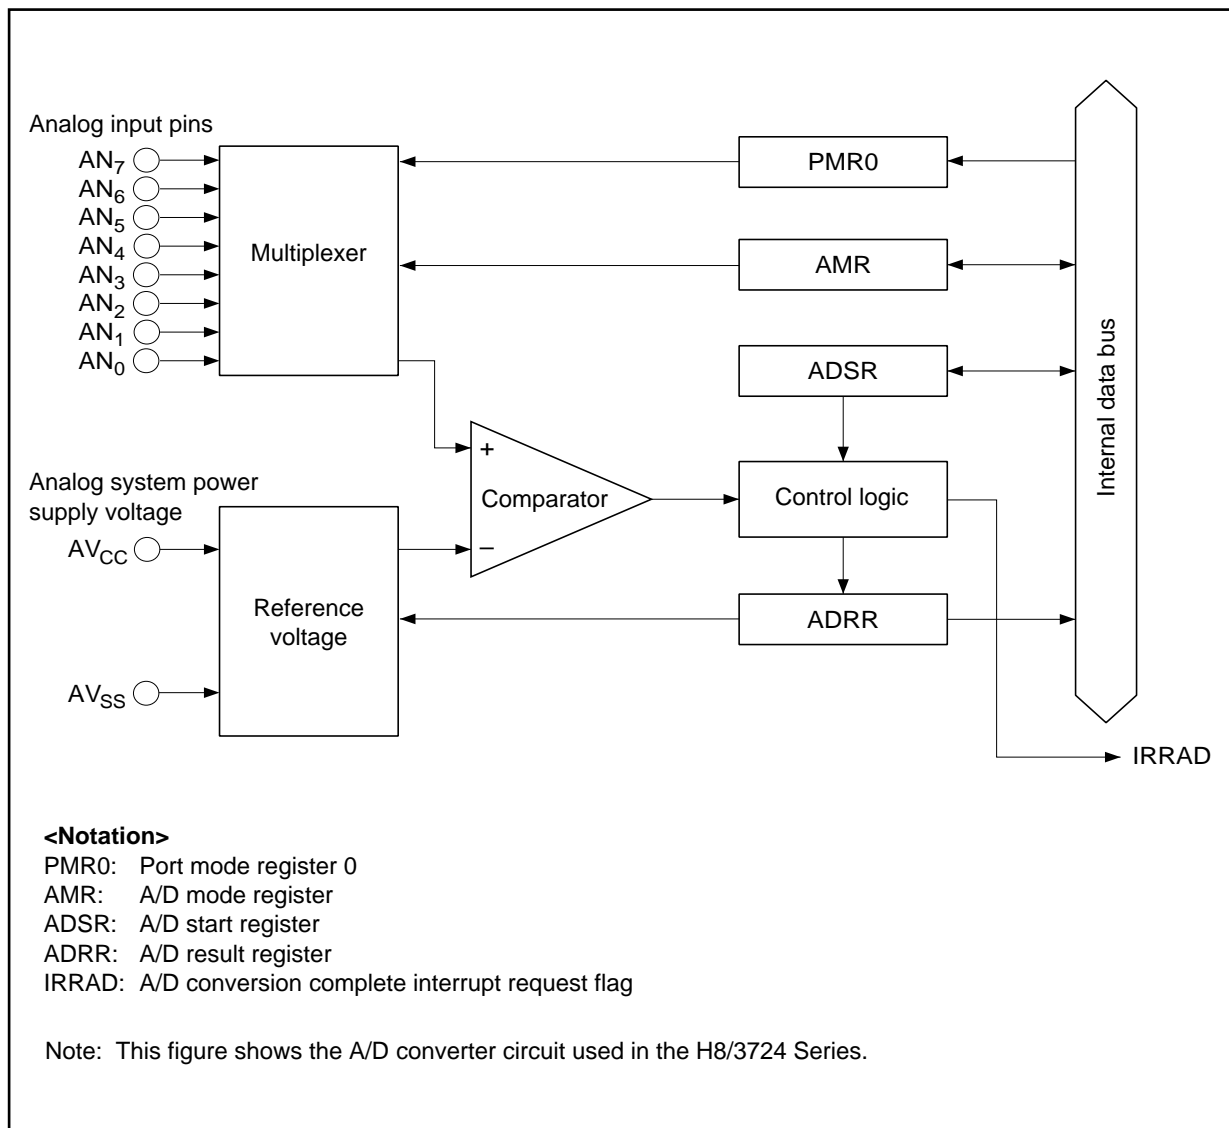 Analog input pins
AN7
AN6
AN5
AN4
AN3
AN2
AN1
AN0
Multiplexer
PMR0
AMR
ADSR
Internal data bus
+
Comparator
−
Control logic
Analog system power
supply voltage
AVCC
AVSS
Reference
voltage
ADRR
IRRAD
<Notation>
PMR0: Port mode register 0
AMR: A/D mode register
ADSR: A/D start register
ADRR: A/D result register
IRRAD: A/D conversion complete interrupt request flag
Note: This figure shows the A/D converter circuit used in the H8/3724 Series.